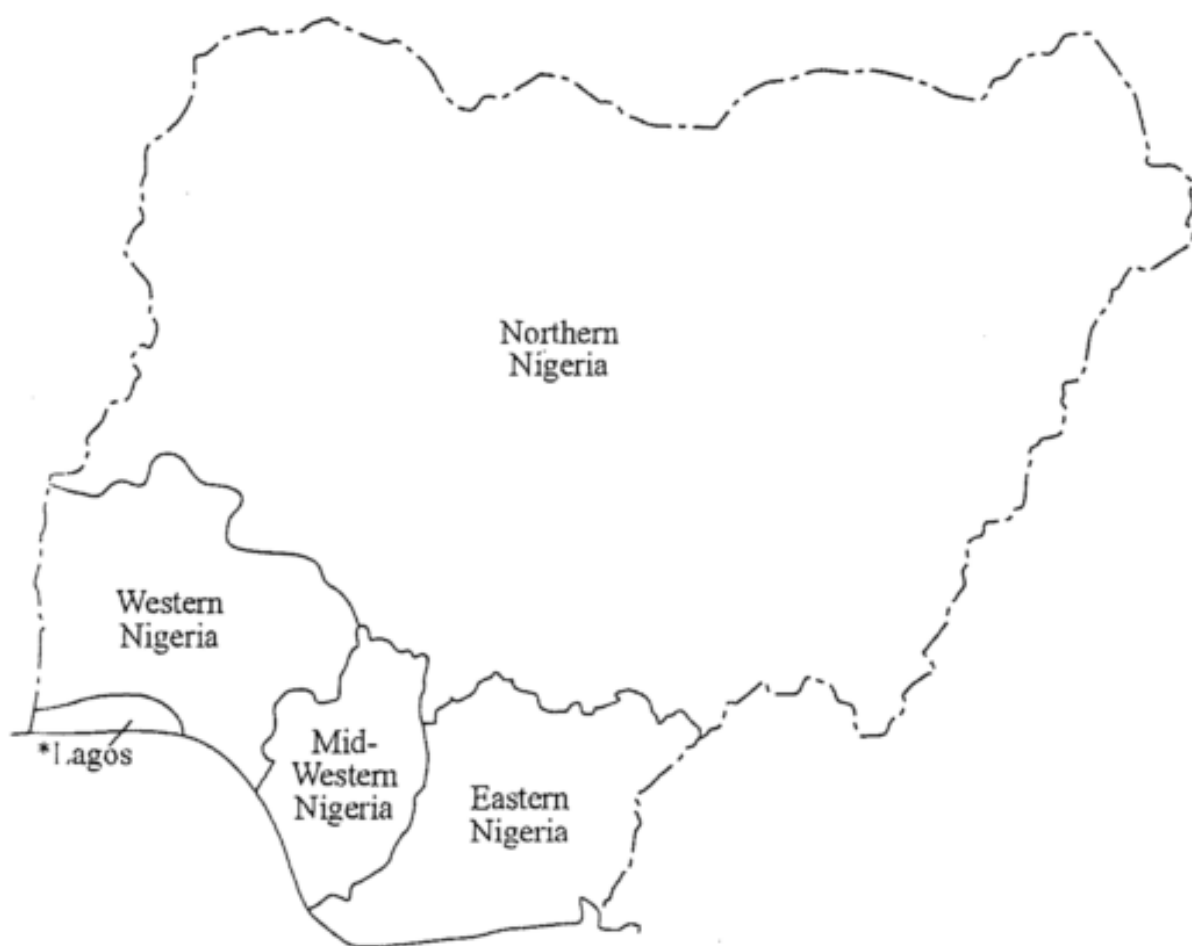 Northern
Nigeria
Western
Nigeria
*Lagos
Mid-
Western
Nigeria
Eastern
Nigeria